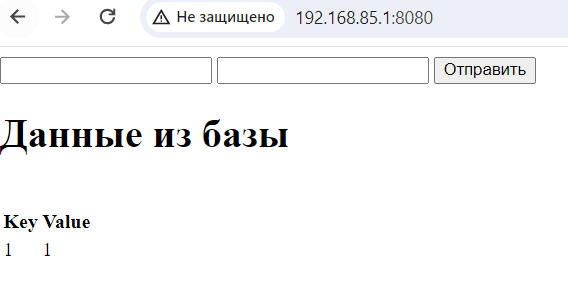 Не защищено 192.168.85.1:8080
Отправить
Данные из базы
Key Value
1 1